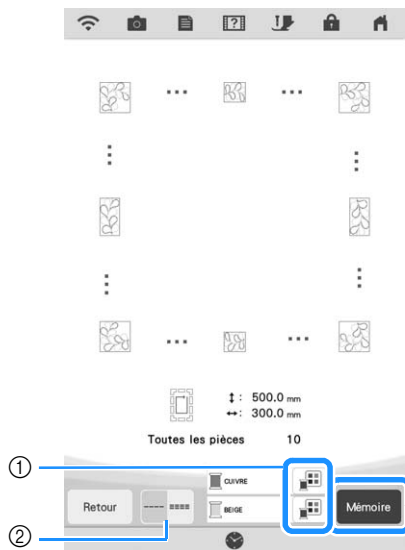 ↕ : 500.0 mm
↔ : 300.0 mm
Toutes les pièces 10
①
CUIVRE
Retour
BEIGE
Mémoire
②